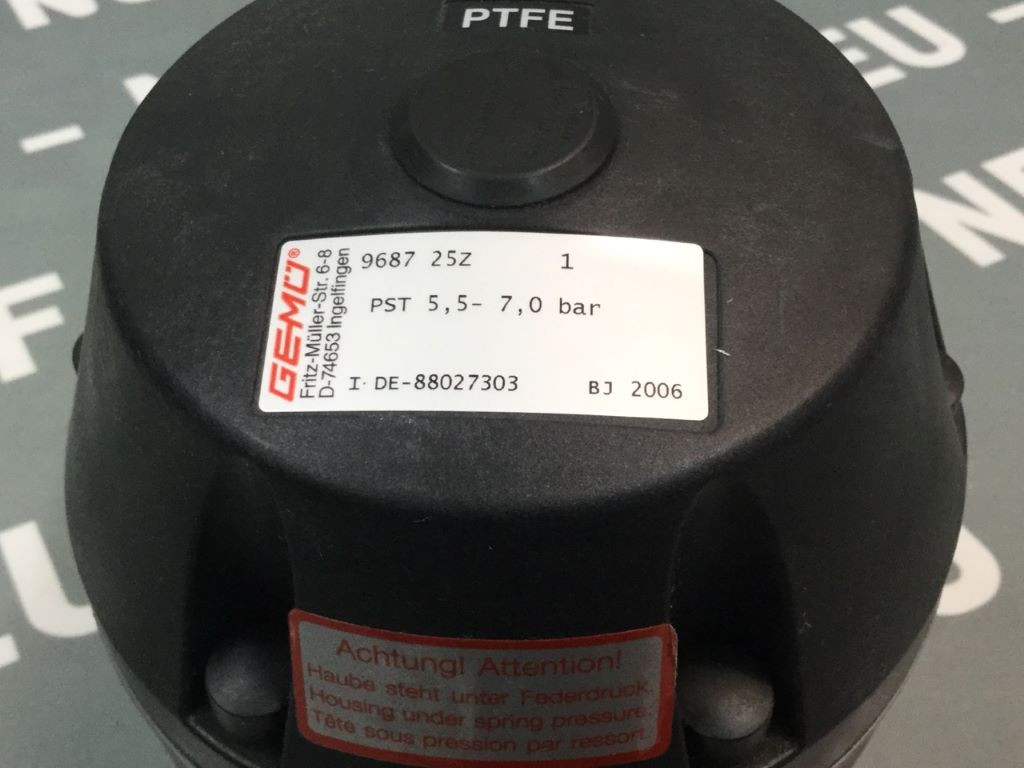 PTFE
GEMÜ®
Fritz-Müller-Str. 6-8
D-74653 Ingelfingen
9687 25Z 1
PST 5,5- 7,0 bar
I· DE-88027303 BJ 2006
Achtung! Attention!
Haube steht unter Federdruck.
Housing under spring pressure.
Tête sous pression par ressort.
EU -